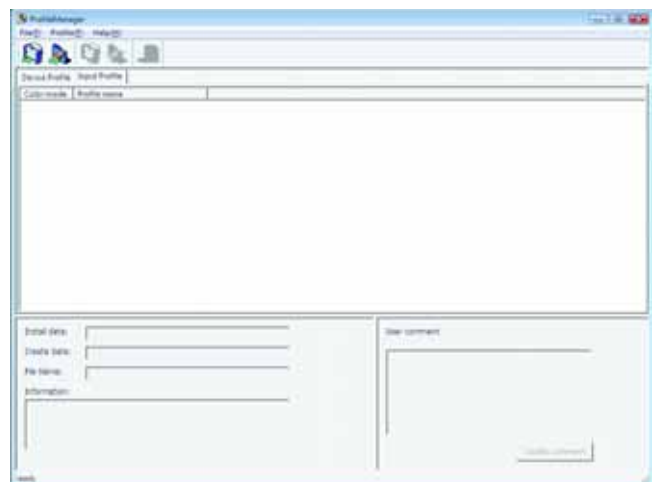 ProfileManager
File(F) Profile(P) Help(H)
Device Profile Input Profile
Color mode Profile name
Install date:
User comment
Create date:
File Name:
Information:
Update comment
ready